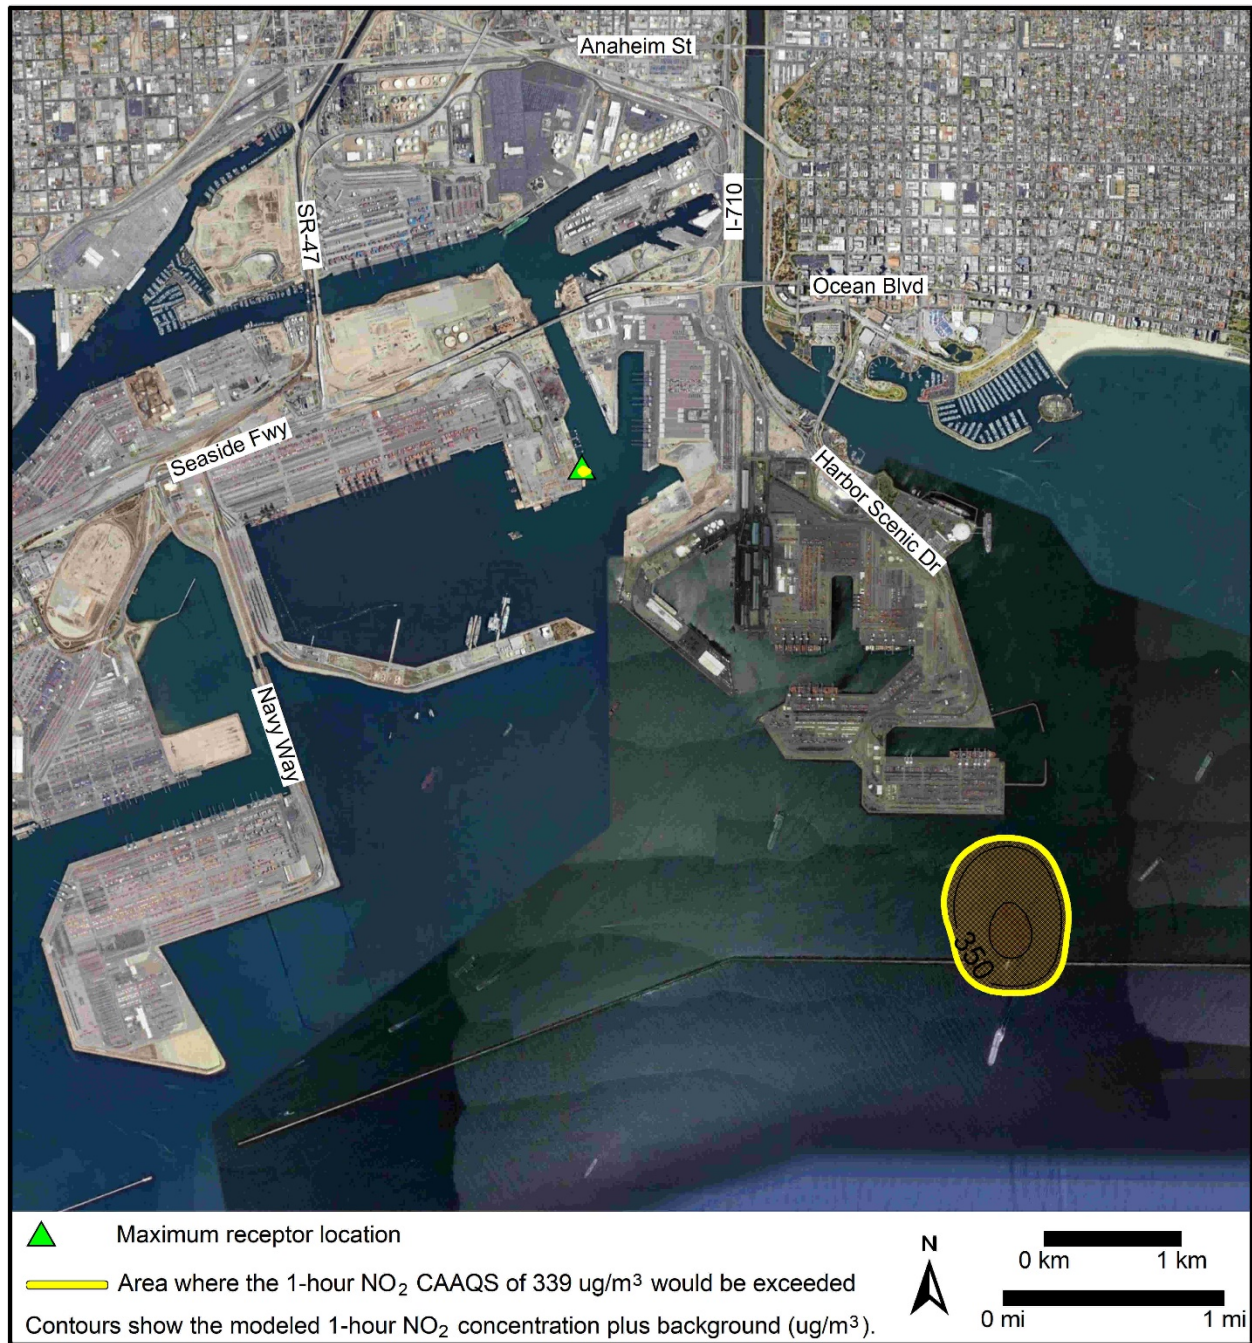 Anaheim St
SR-47
I-710
Ocean Blvd
Seaside Fwy
Harbor Scenic Dr
Navy Way
350
Maximum receptor location
Area where the 1-hour NO₂ CAAQS of 339 ug/m³ would be exceeded
Contours show the modeled 1-hour NO₂ concentration plus background (ug/m³).
N
0 km 1 km
0 mi 1 mi